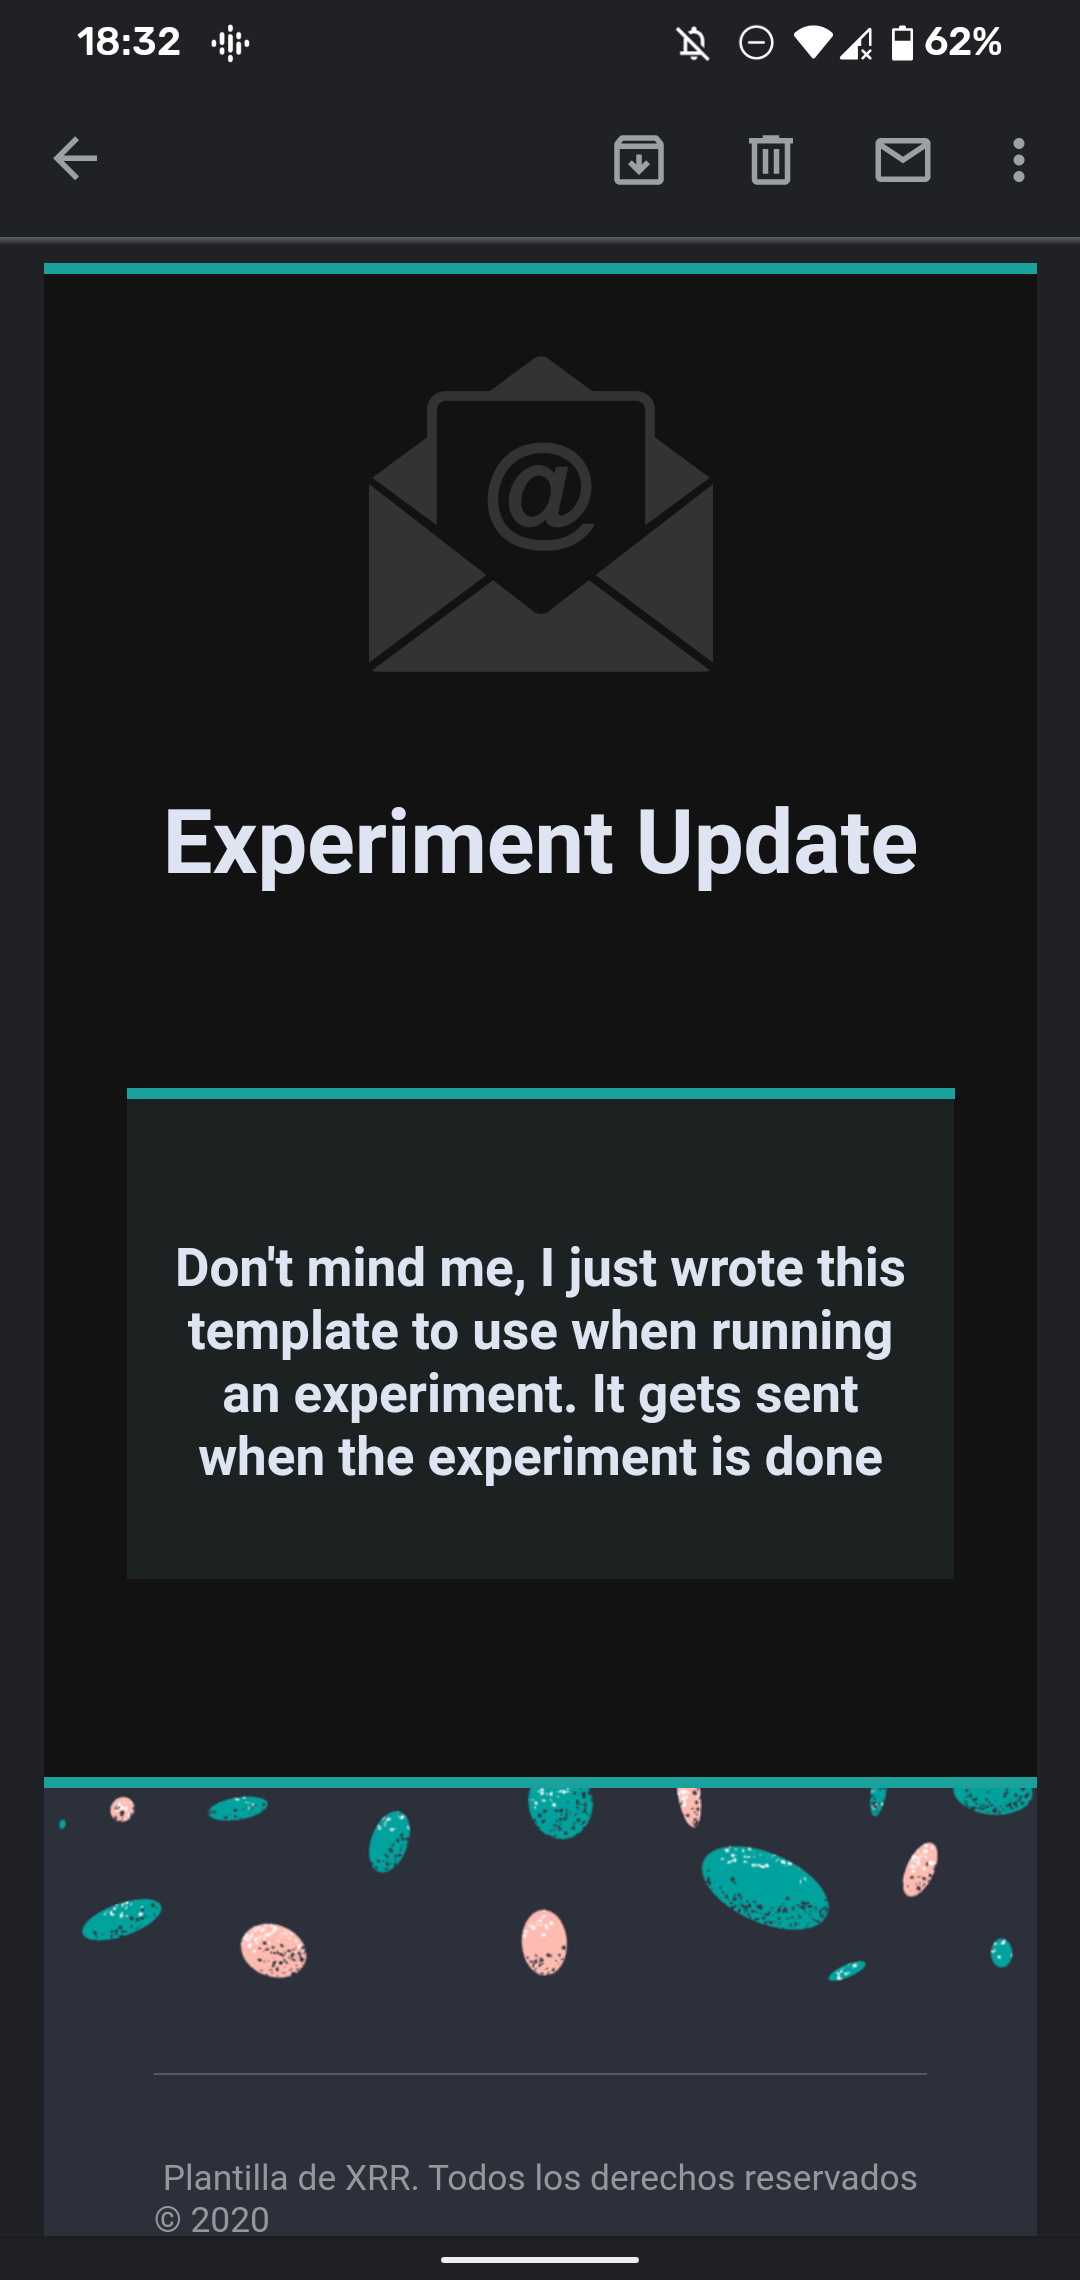 18:32
62%
@
Experiment Update
Don't mind me, I just wrote this
template to use when running
an experiment. It gets sent
when the experiment is done
Plantilla de XRR. Todos los derechos reservados
© 2020